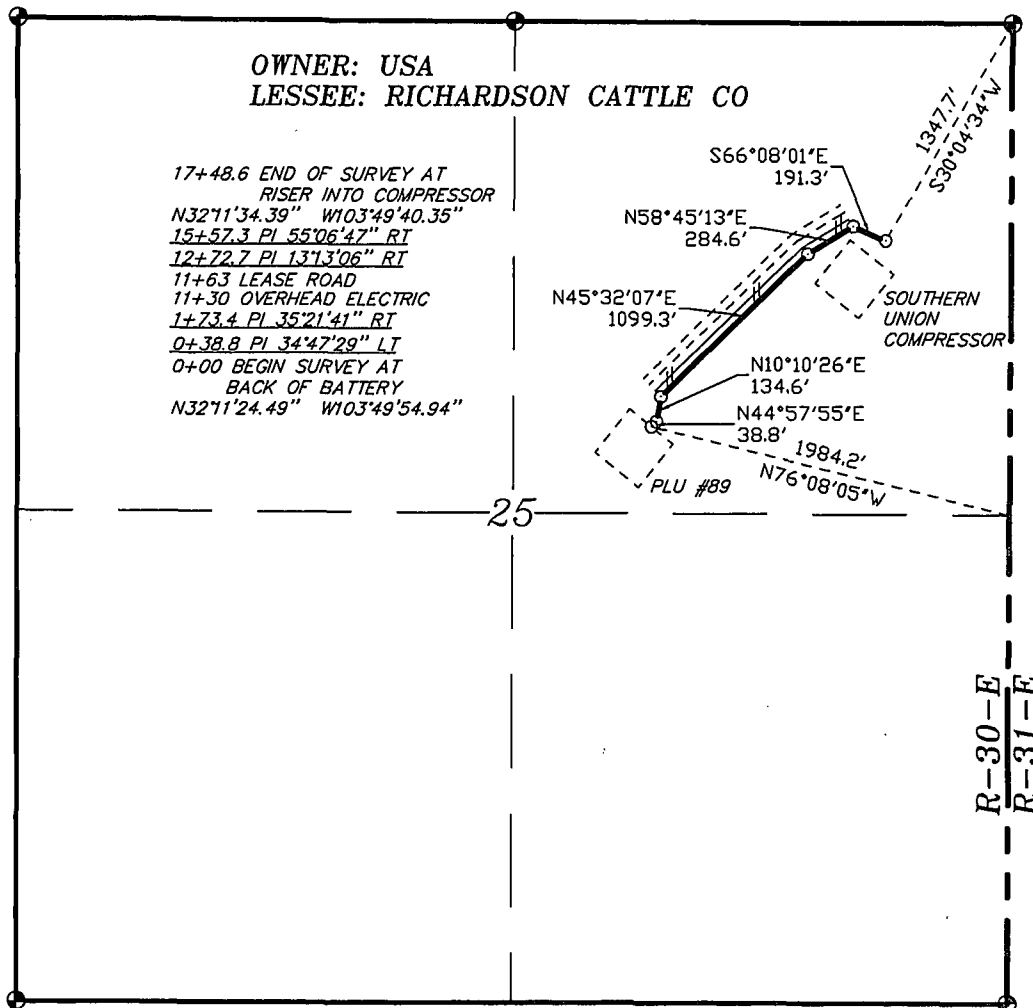 OWNER: USA
LESSEE: RICHARDSON CATTLE CO
17+48.6 END OF SURVEY AT
RISER INTO COMPRESSOR
N32°11'34.39" W103°49'40.35"
15+57.3 PI 55°06'47" RT
12+72.7 PI 13°13'06" RT
11+63 LEASE ROAD
11+30 OVERHEAD ELECTRIC
1+73.4 PI 35°21'41" RT
0+38.8 PI 34°47'29" LT
0+00 BEGIN SURVEY AT
BACK OF BATTERY
N32°11'24.49" W103°49'54.94"
1347.7'
S30°04'34"W
S66°08'01"E
191.3'
N58°45'13"E
284.6'
N45°32'07"E
1099.3'
SOUTHERN
UNION
COMPRESSOR
N10°10'26"E
134.6'
N44°57'55"E
38.8'
1984.2'
N76°08'05"W
PLU #89
25
R-30-E
R-31-E